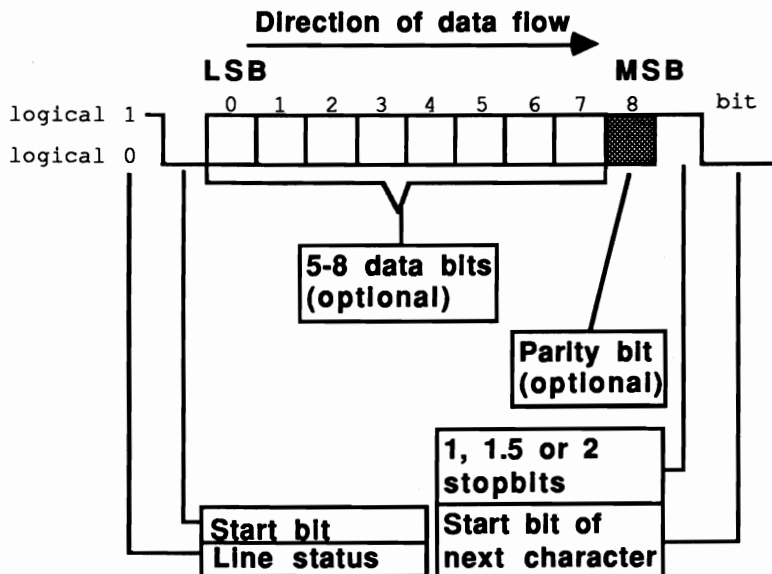 Direction of data flow
LSB MSB
0 1 2 3 4 5 6 7 8 bit
logical 1
logical 0
5-8 data bits
(optional)
Parity bit
(optional)
1, 1.5 or 2
stopbits
Start bit
Line status
Start bit of
next character